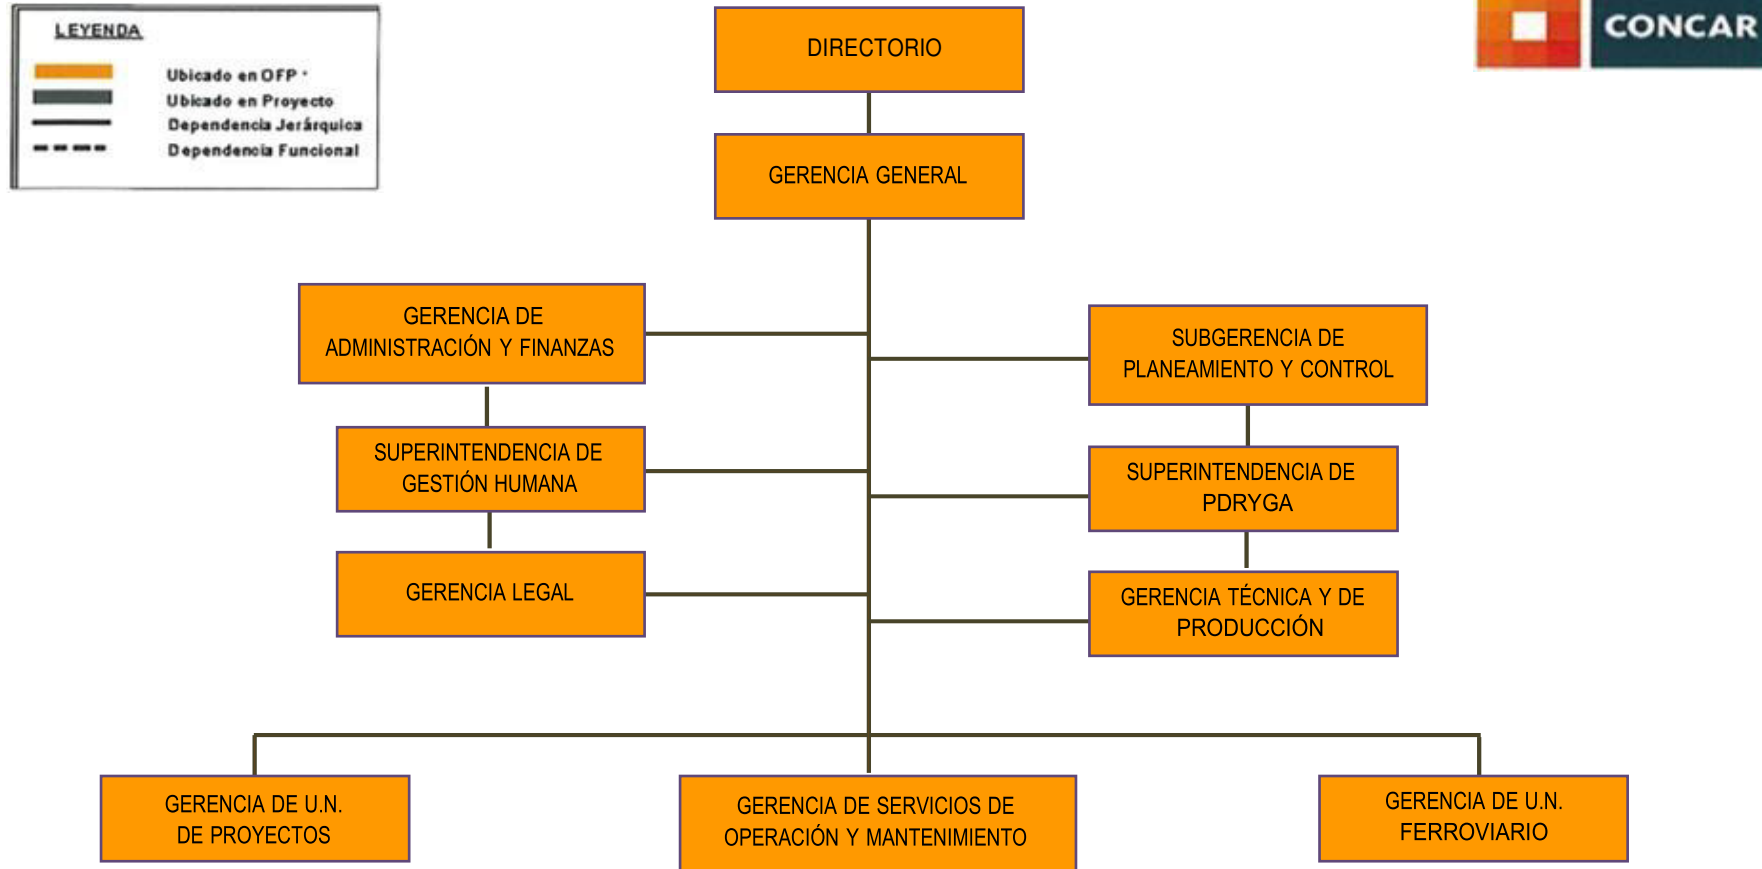 LEYENDA
Ubicado en OFP *
Ubicado en Proyecto
Dependencia Jerárquica
Dependencia Funcional
CONCAR
DIRECTORIO
GERENCIA GENERAL
GERENCIA DE
ADMINISTRACIÓN Y FINANZAS
SUBGERENCIA DE
PLANEAMIENTO Y CONTROL
SUPERINTENDENCIA DE
GESTIÓN HUMANA
SUPERINTENDENCIA DE
PDRYGA
GERENCIA LEGAL
GERENCIA TÉCNICA Y DE
PRODUCCIÓN
GERENCIA DE U.N.
DE PROYECTOS
GERENCIA DE SERVICIOS DE
OPERACIÓN Y MANTENIMIENTO
GERENCIA DE U.N.
FERROVIARIO